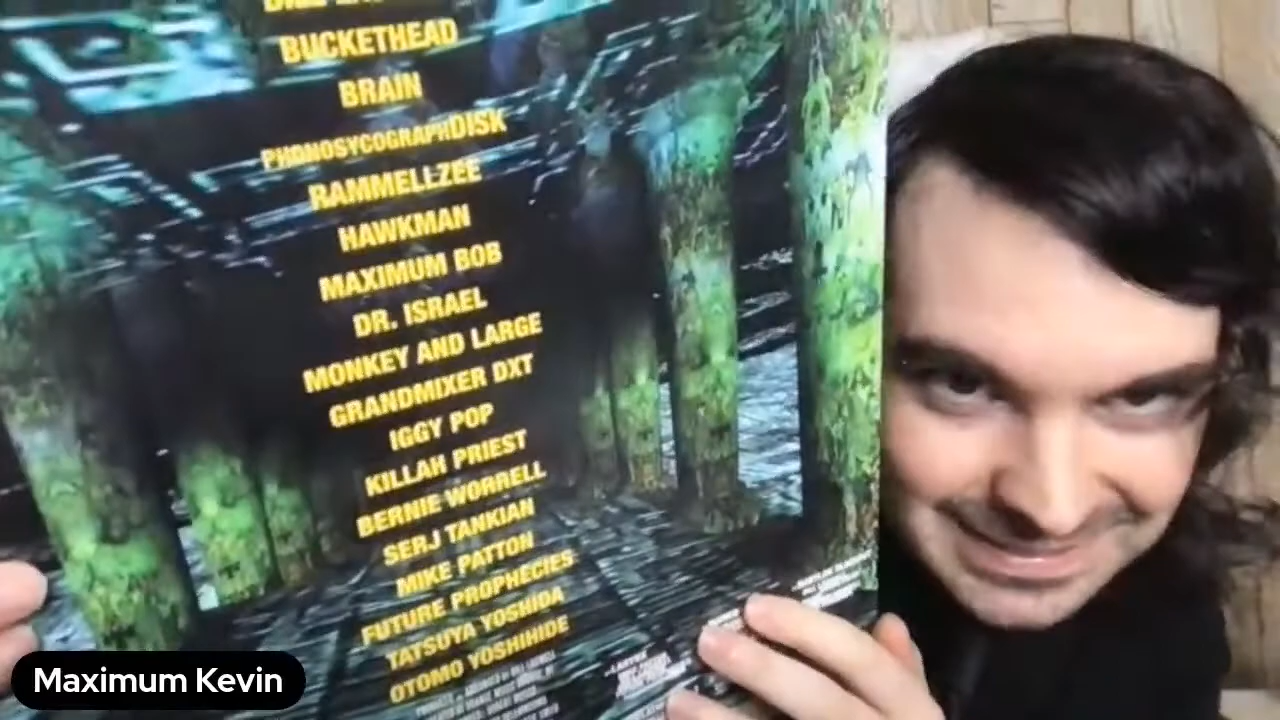 BUCKETHEAD
BRAIN
PHONOSYCOGRAPHDISK
RAMMELLZEE
HAWKMAN
MAXIMUM BOB
DR. ISRAEL
MONKEY AND LARGE
GRANDMIXER DXT
IGGY POP
KILLAH PRIEST
BERNIE WORRELL
SERJ TANKIAN
MIKE PATTON
FUTURE PROPHECIES
TATSUYA YOSHIDA
OTOMO YOSHIHIDE
Maximum Kevin